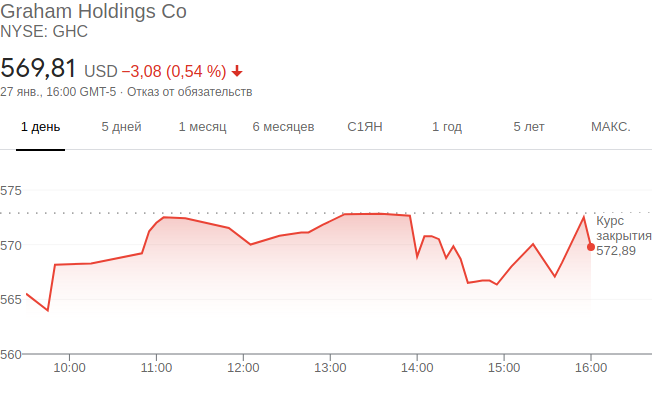 Graham Holdings Co
NYSE: GHC
569,81 USD −3,08 (0,54 %)
27 янв., 16:00 GMT-5 · Отказ от обязательств
1 день 5 дней 1 месяц 6 месяцев С1ЯН 1 год 5 лет МАКС.
575
570
565
560
Курс
закрытия
572,89
10:00 11:00 12:00 13:00 14:00 15:00 16:00